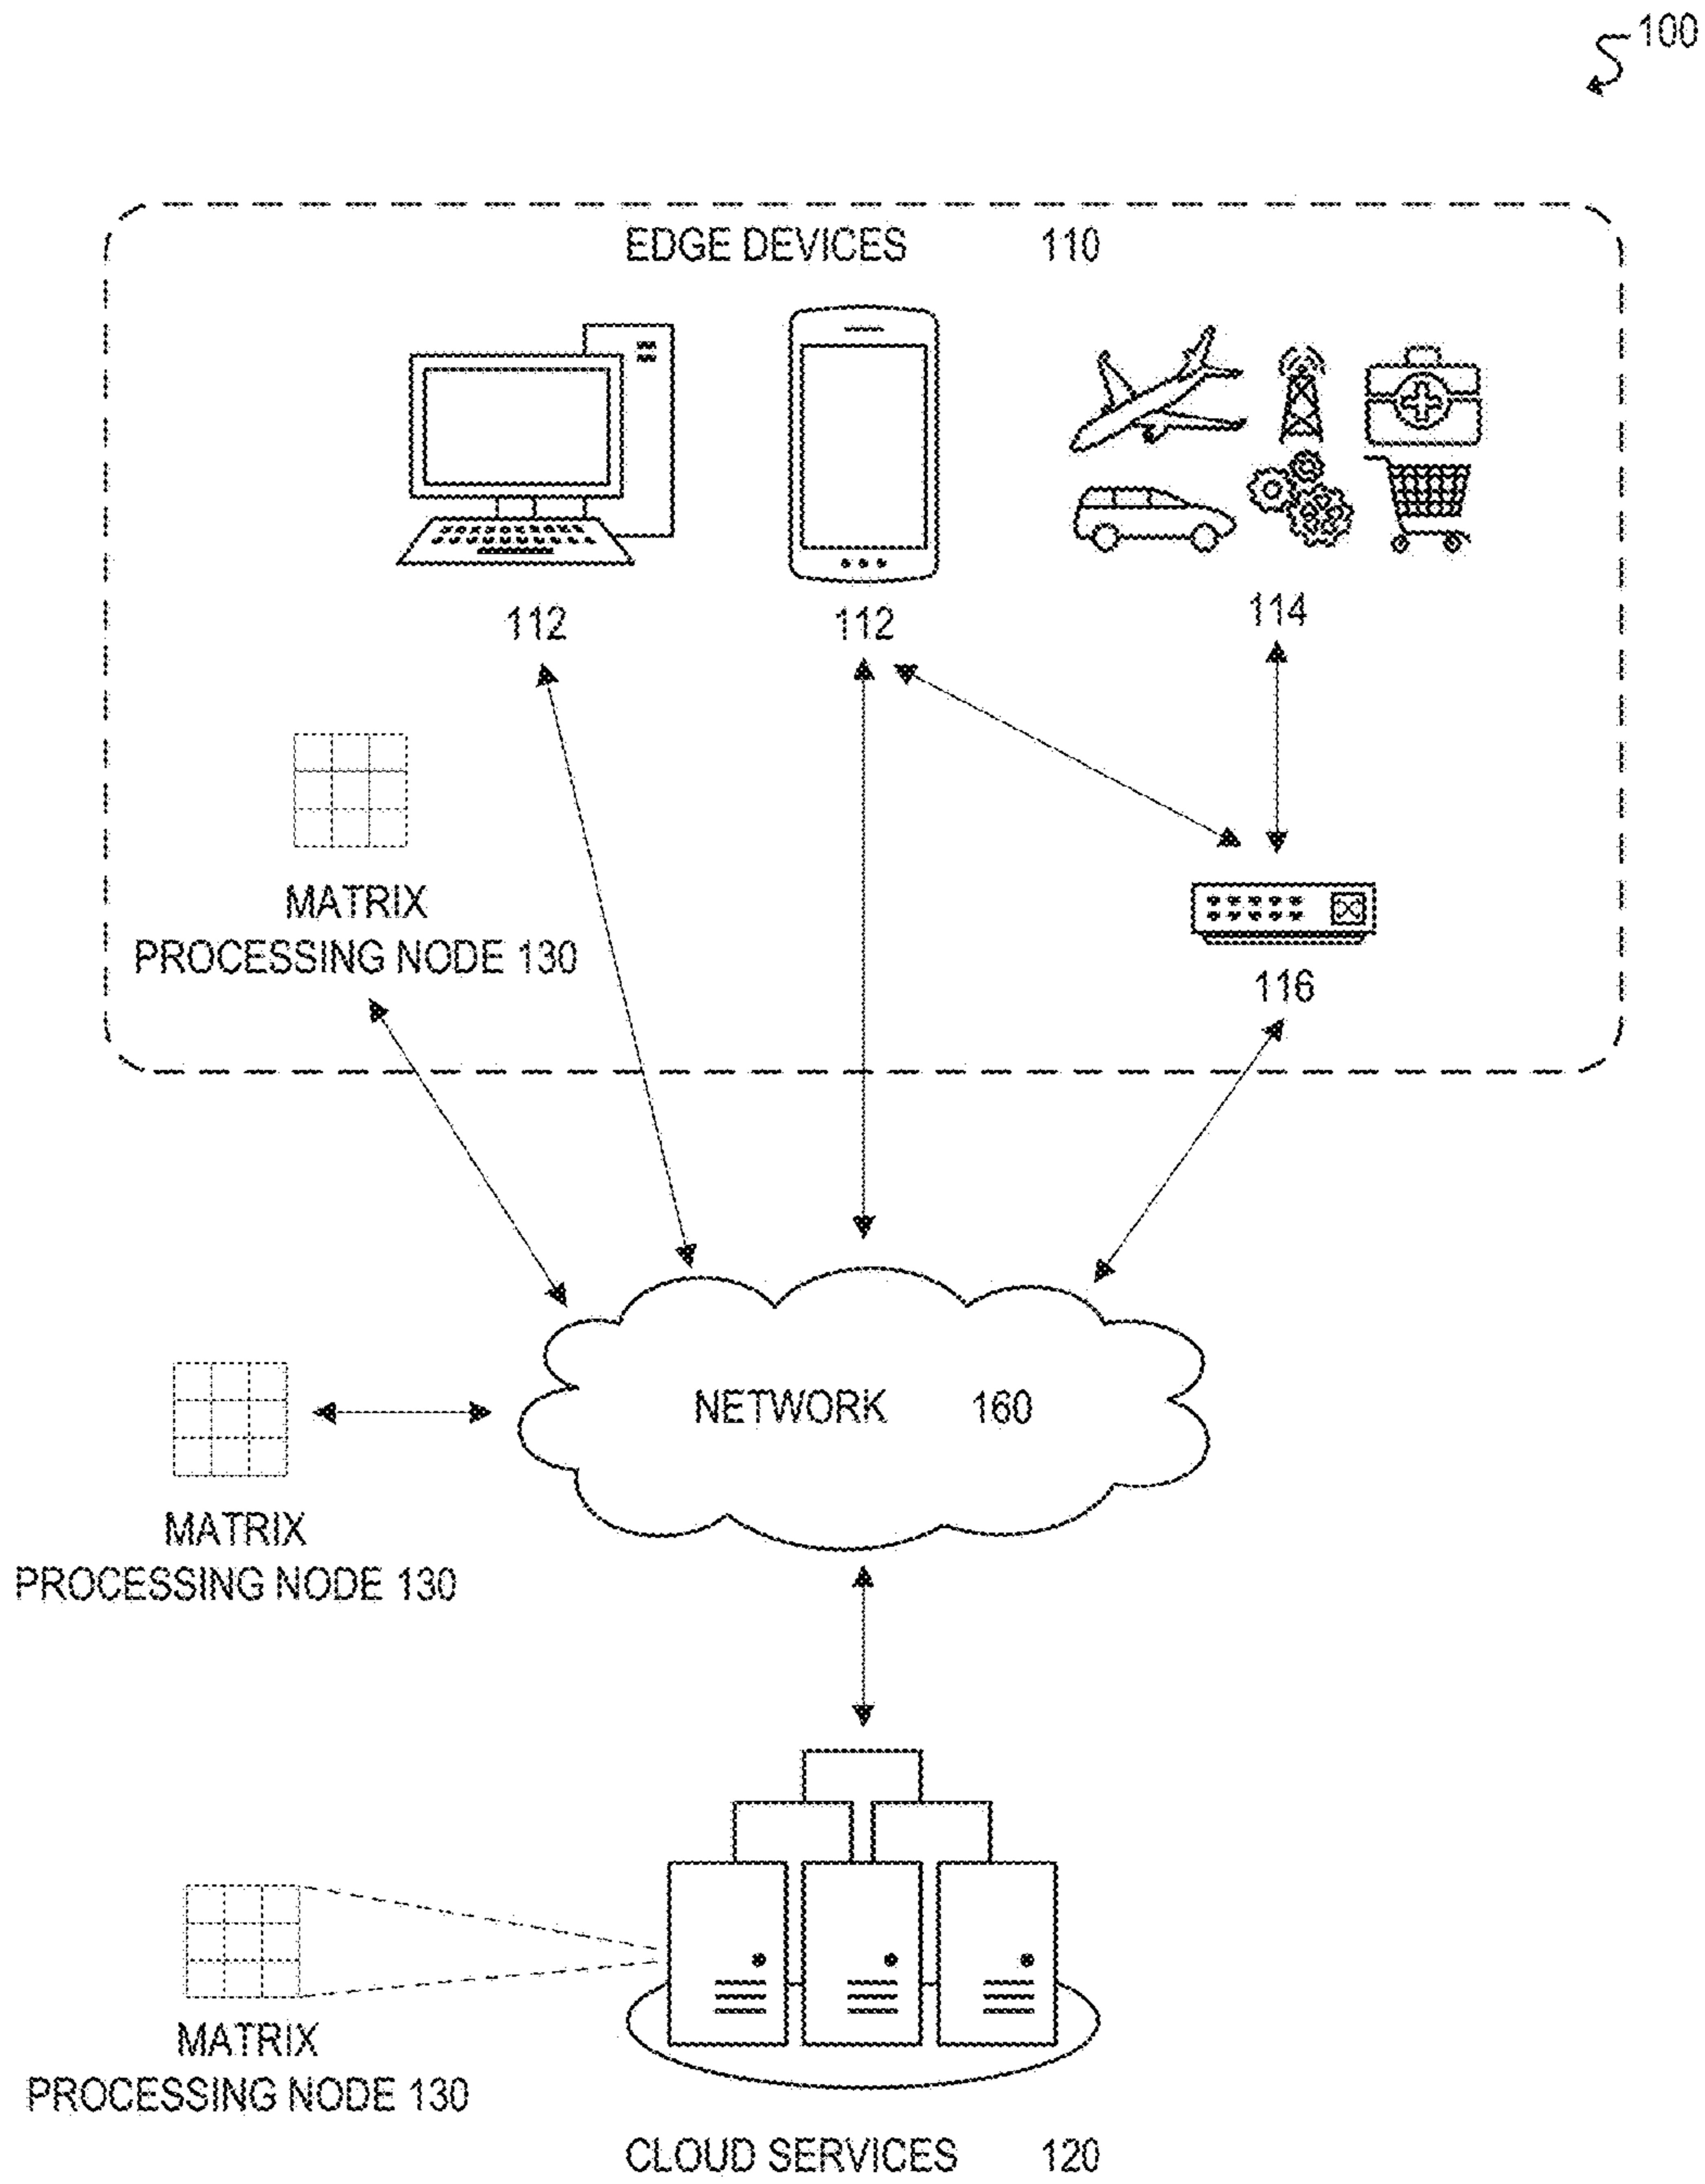 100
EDGE DEVICES 110
112
112
114
MATRIX
PROCESSING NODE 130
116
NETWORK 160
MATRIX
PROCESSING NODE 130
MATRIX
PROCESSING NODE 130
CLOUD SERVICES 120